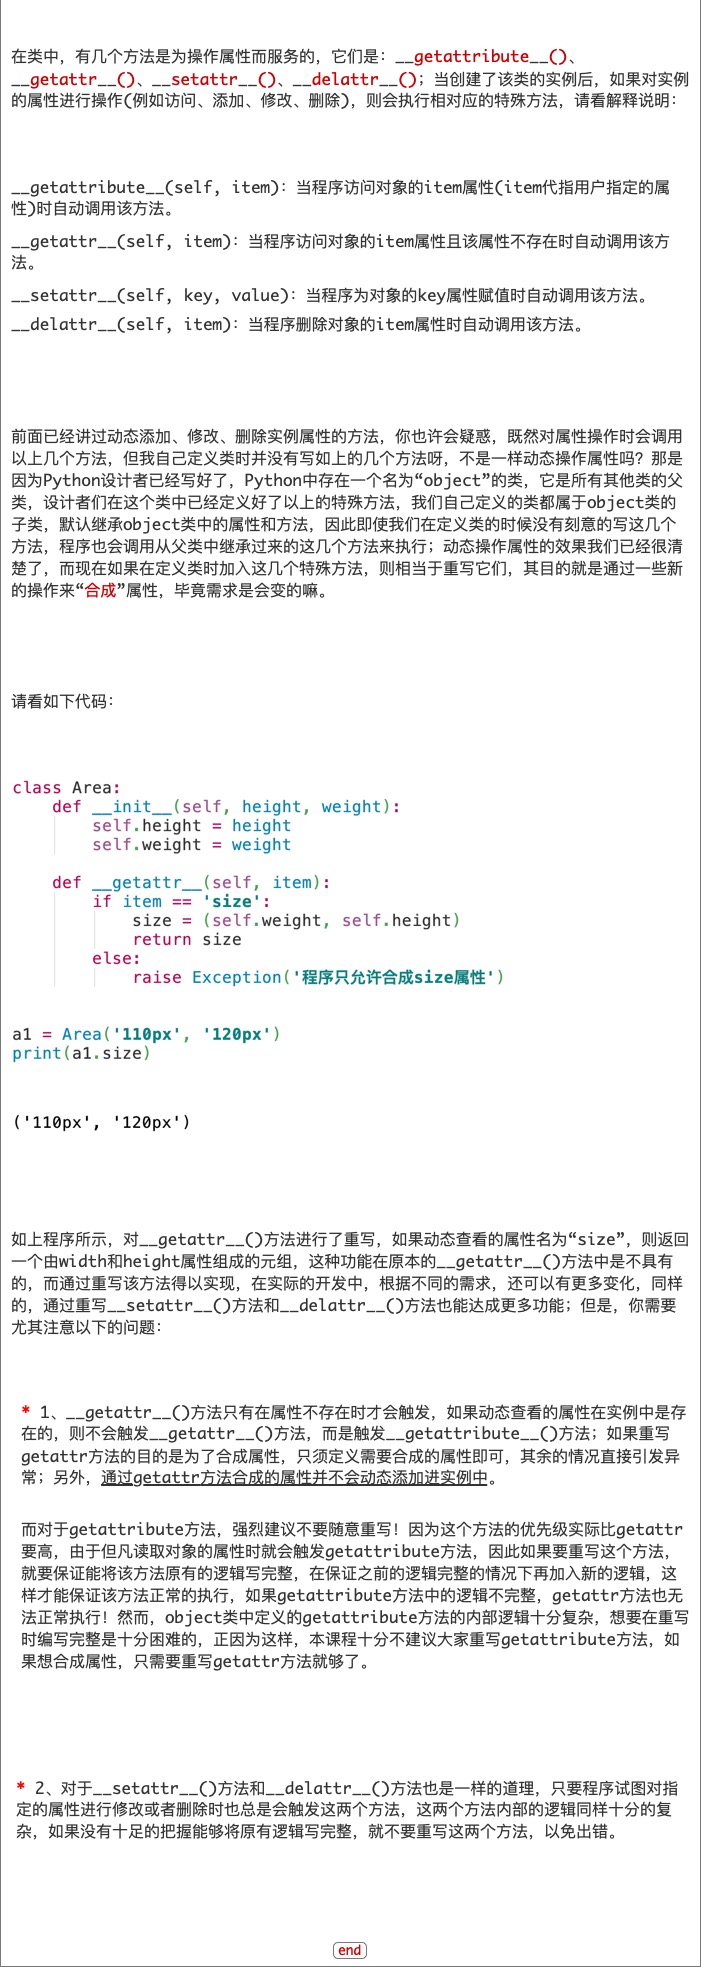 在类中，有几个方法是为操作属性而服务的，它们是：__getattribute__()、
__getattr__()、__setattr__()、__delattr__()；当创建了该类的实例后，如果对实例
的属性进行操作(例如访问、添加、修改、删除)，则会执行相对应的特殊方法，请看解释说明：
__getattribute__(self, item)：当程序访问对象的item属性(item代指用户指定的属
性)时自动调用该方法。
__getattr__(self, item)：当程序访问对象的item属性且该属性不存在时自动调用该方
法。
__setattr__(self, key, value)：当程序为对象的key属性赋值时自动调用该方法。
__delattr__(self, item)：当程序删除对象的item属性时自动调用该方法。
前面已经讲过动态添加、修改、删除实例属性的方法，你也许会疑惑，既然对属性操作时会调用
以上几个方法，但我自己定义类时并没有写如上的几个方法呀，不是一样动态操作属性吗？那是
因为Python设计者已经写好了，Python中存在一个名为“object”的类，它是所有其他类的父
类，设计者们在这个类中已经定义好了以上的特殊方法，我们自己定义的类都属于object类的
子类，默认继承object类中的属性和方法，因此即使我们在定义类的时候没有刻意的写这几个
方法，程序也会调用从父类中继承过来的这几个方法来执行；动态操作属性的效果我们已经很清
楚了，而现在如果在定义类时加入这几个特殊方法，则相当于重写它们，其目的就是通过一些新
的操作来“合成”属性，毕竟需求是会变的嘛。
请看如下代码：
class Area:
    def __init__(self, height, weight):
        self.height = height
        self.weight = weight
    def __getattr__(self, item):
        if item == 'size':
            size = (self.weight, self.height)
            return size
        else:
            raise Exception('程序只允许合成size属性')
a1 = Area('110px', '120px')
print(a1.size)
('110px', '120px')
如上程序所示，对__getattr__()方法进行了重写，如果动态查看的属性名为“size”，则返回
一个由width和height属性组成的元组，这种功能在原本的__getattr__()方法中是不具有
的，而通过重写该方法得以实现，在实际的开发中，根据不同的需求，还可以有更多变化，同样
的，通过重写__setattr__()方法和__delattr__()方法也能达成更多功能；但是，你需要
尤其注意以下的问题：
* 1、__getattr__()方法只有在属性不存在时才会触发，如果动态查看的属性在实例中是存
在的，则不会触发__getattr__()方法，而是触发__getattribute__()方法；如果重写
getattr方法的目的是为了合成属性，只须定义需要合成的属性即可，其余的情况直接引发异
常；另外，通过getattr方法合成的属性并不会动态添加进实例中。
而对于getattribute方法，强烈建议不要随意重写！因为这个方法的优先级实际比getattr
要高，由于但凡读取对象的属性时就会触发getattribute方法，因此如果要重写这个方法，
就要保证能将该方法原有的逻辑写完整，在保证之前的逻辑完整的情况下再加入新的逻辑，这
样才能保证该方法正常的执行，如果getattribute方法中的逻辑不完整，getattr方法也无
法正常执行！然而，object类中定义的getattribute方法的内部逻辑十分复杂，想要在重写
时编写完整是十分困难的，正因为这样，本课程十分不建议大家重写getattribute方法，如
果想合成属性，只需要重写getattr方法就够了。
* 2、对于__setattr__()方法和__delattr__()方法也是一样的道理，只要程序试图对指
定的属性进行修改或者删除时也总是会触发这两个方法，这两个方法内部的逻辑同样十分的复
杂，如果没有十足的把握能够将原有逻辑写完整，就不要重写这两个方法，以免出错。
end